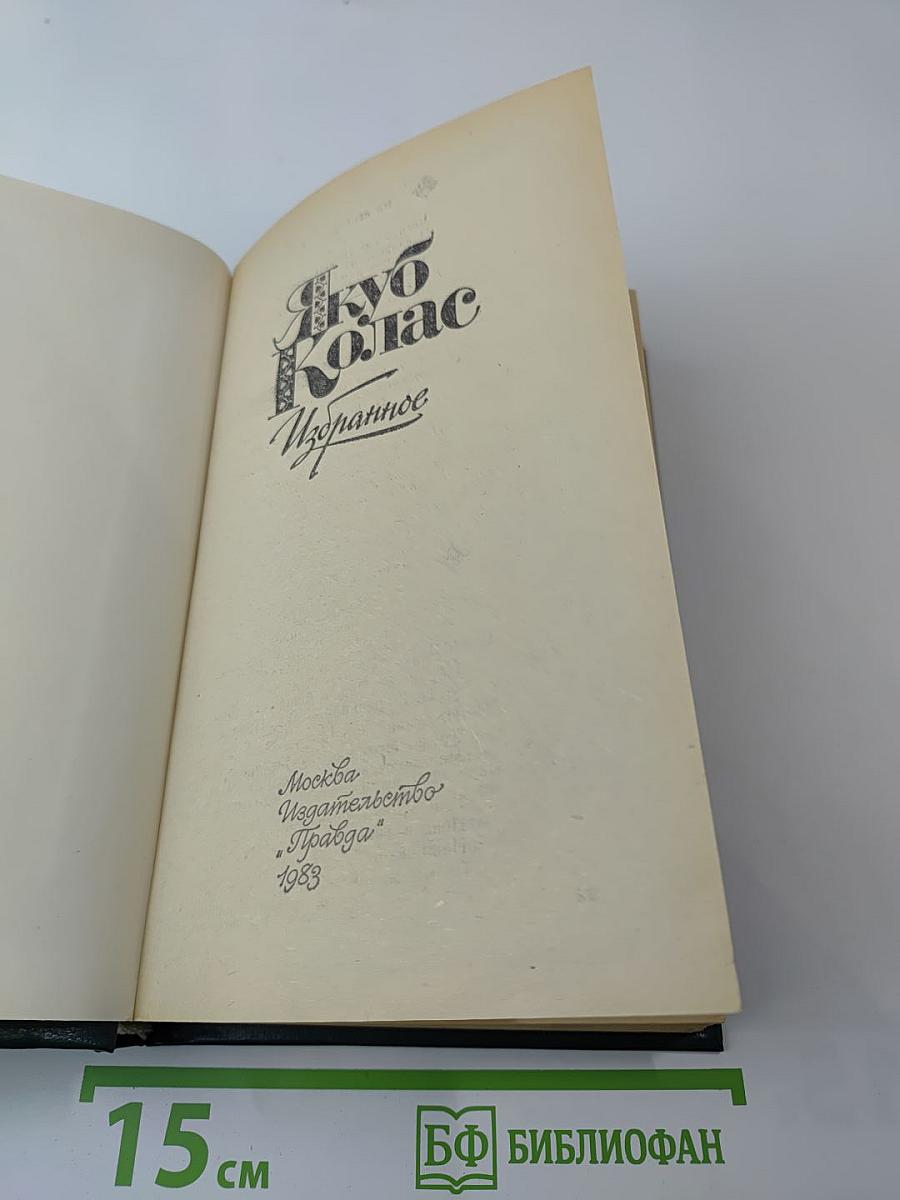 Якуб
Колас
Избранное
Москва
Издательство
„Правда“
1983
15 см
БФ БИБЛИОФАН